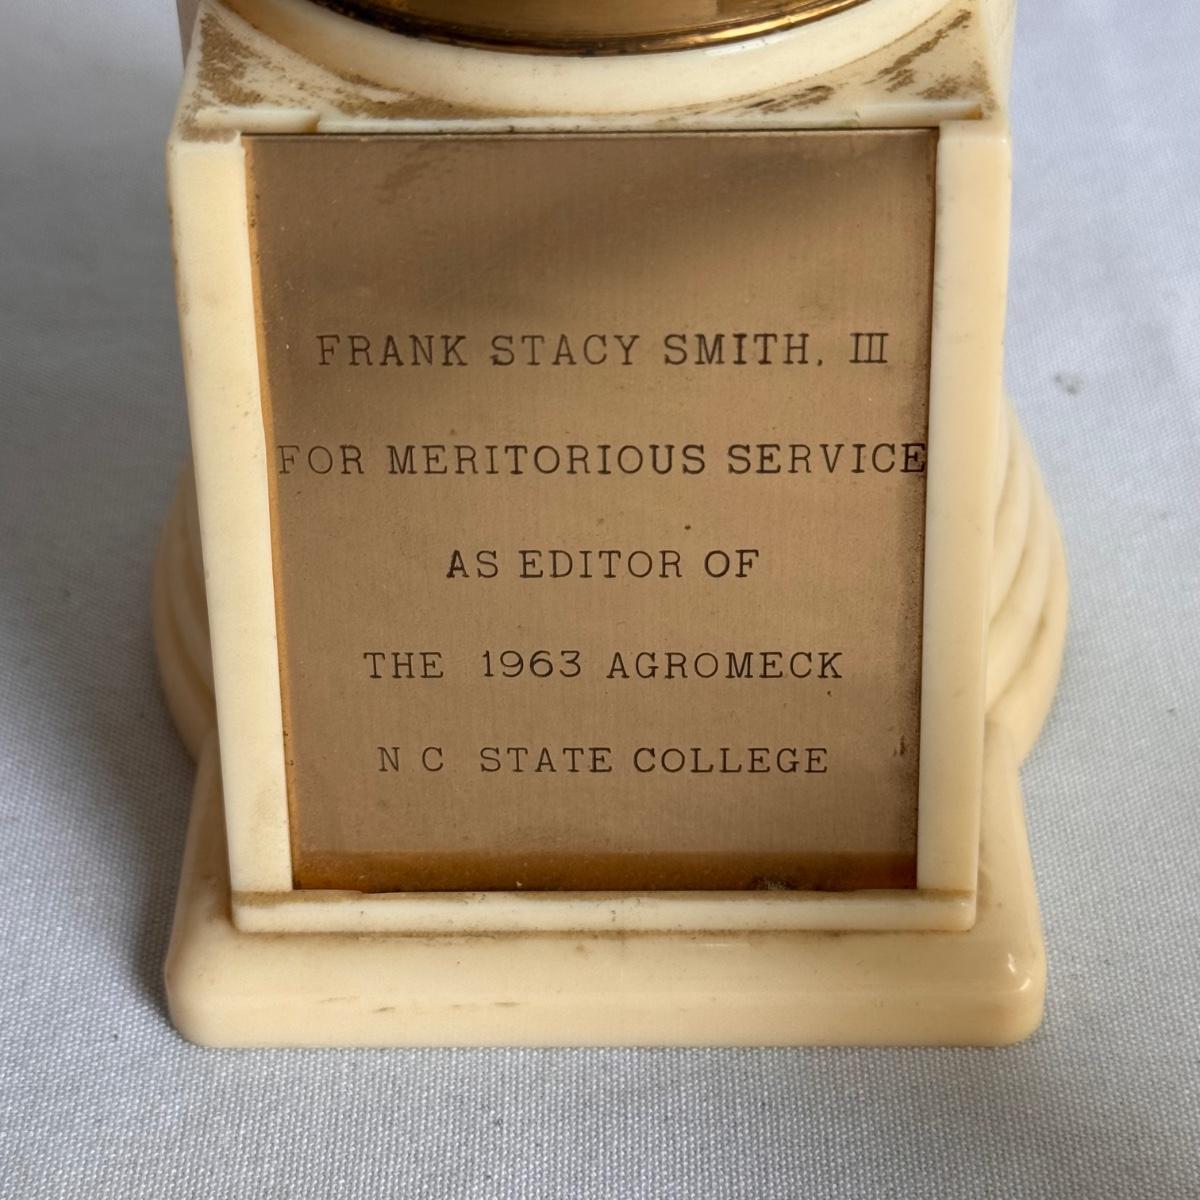 FRANK STACY SMITH, III
FOR MERITORIOUS SERVICE
AS EDITOR OF
THE 1963 AGROMECK
N C STATE COLLEGE